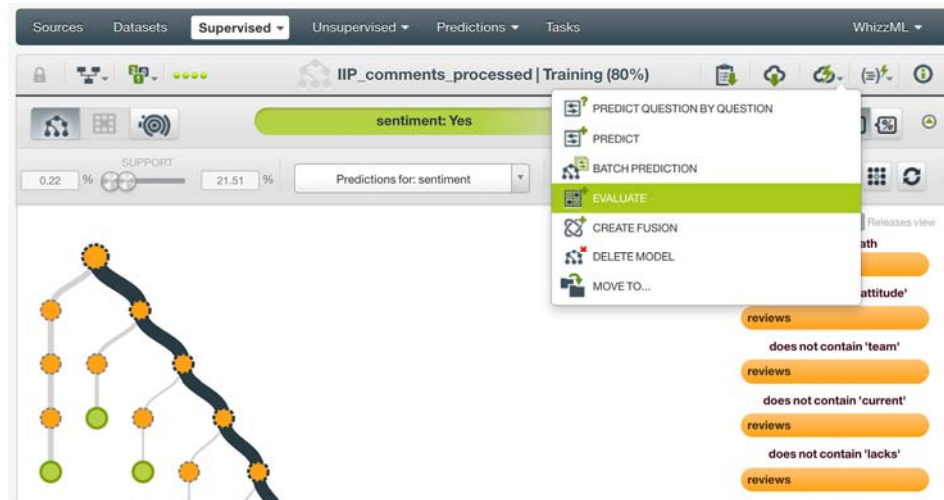 Sources Datasets Supervised Unsupervised Predictions Tasks WhizzML
IIP_comments_processed | Training (80%)
sentiment: Yes
SUPPORT
0.22 % 21.51 %
Predictions for: sentiment
PREDICT QUESTION BY QUESTION
PREDICT
BATCH PREDICTION
EVALUATE
CREATE FUSION
DELETE MODEL
MOVE TO...
Releases view
attitude'
reviews
does not contain 'team'
reviews
does not contain 'current'
reviews
does not contain 'lacks'
reviews